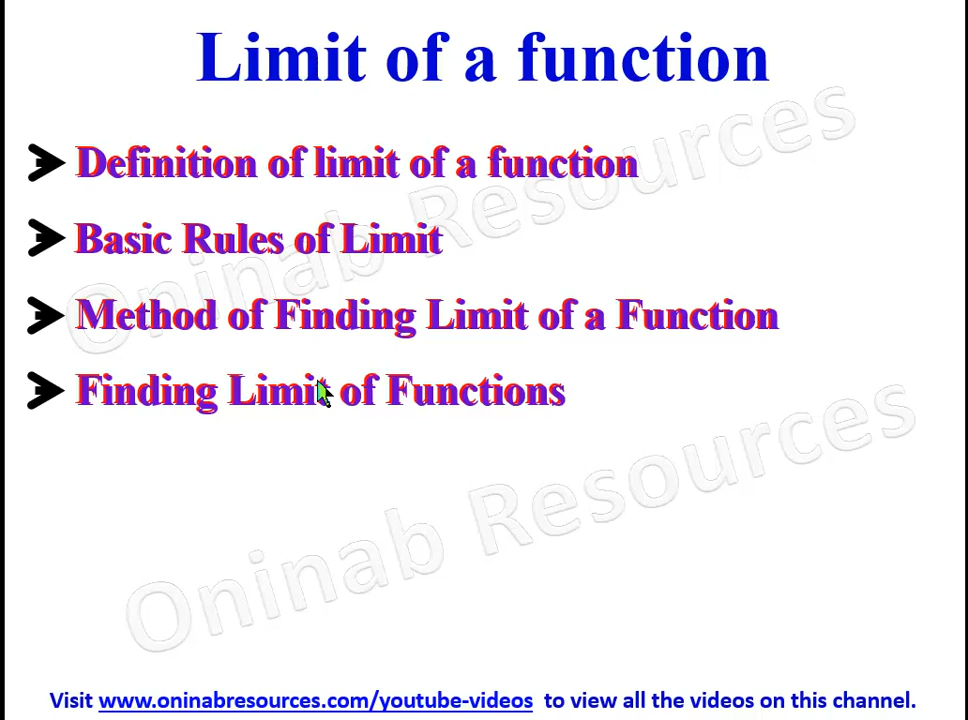 Limit of a function
Definition of limit of a function
Basic Rules of Limit
Method of Finding Limit of a Function
Finding Limit of Functions
Oninab Resources
Oninab Resources
Visit www.oninabresources.com/youtube-videos to view all the videos on this channel.